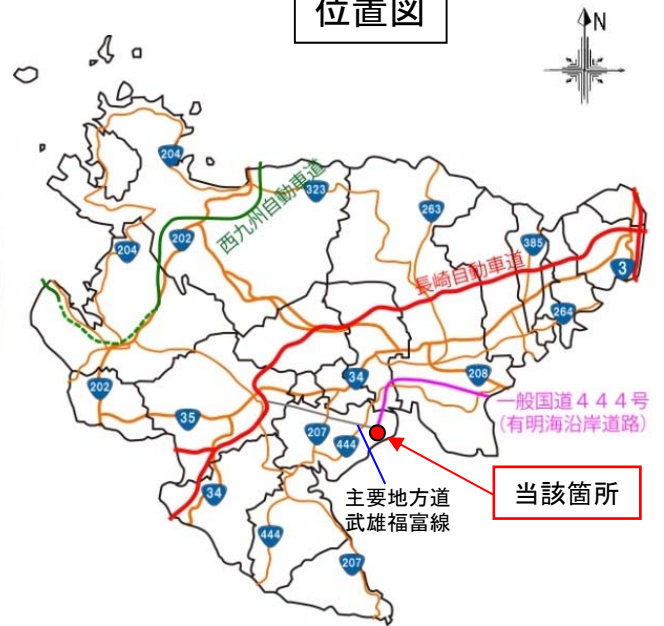 位置図
N
204
323
263
西九州自動車道
204
202
385
長崎自動車道
3
264
34
208
202
一般国道444号
(有明海沿岸道路)
35
207
444
34
主要地方道
武雄福富線
当該箇所
444
207